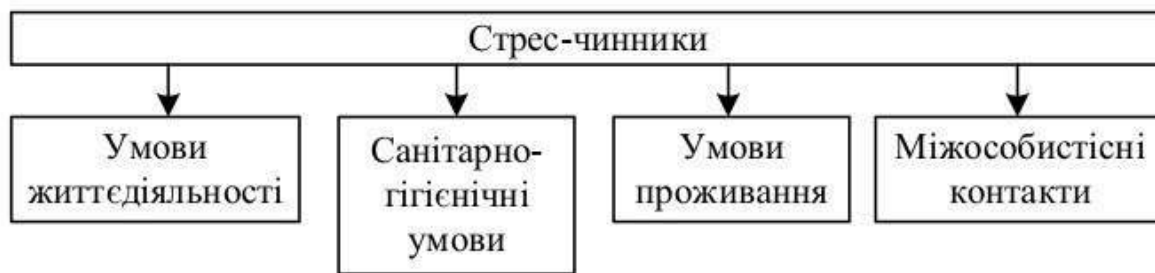 Стрес-чинники
Умови
життєдіяльності
Санітарно-
гігієнічні
умови
Умови
проживання
Міжособистісні
контакти